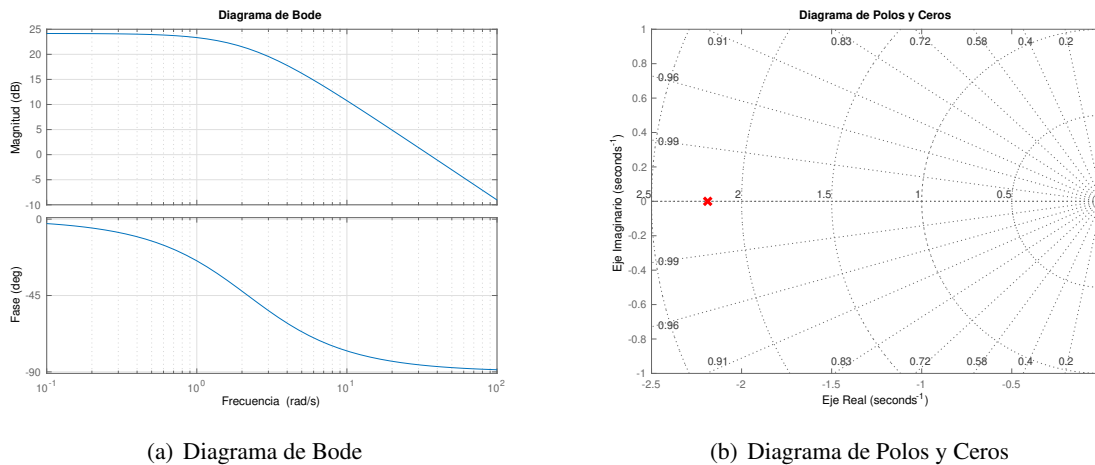 Diagrama de Bode
25
20
15
10
5
0
-5
-10
Magnitud (dB)
0
-45
-90
Fase (deg)
10-1
100
101
102
Frecuencia (rad/s)
(a) Diagrama de Bode
Diagrama de Polos y Ceros
1
0.8
0.6
0.4
0.2
0
-0.2
-0.4
-0.6
-0.8
-1
Eje Imaginario (seconds-1)
0.91 0.83 0.72 0.58 0.4 0.2
0.96
0.99
2.5 2 1.5 1 0.5
0.99
0.96
0.91 0.83 0.72 0.58 0.4 0.2
-2.5 -2 -1.5 -1 -0.5
Eje Real (seconds-1)
(b) Diagrama de Polos y Ceros